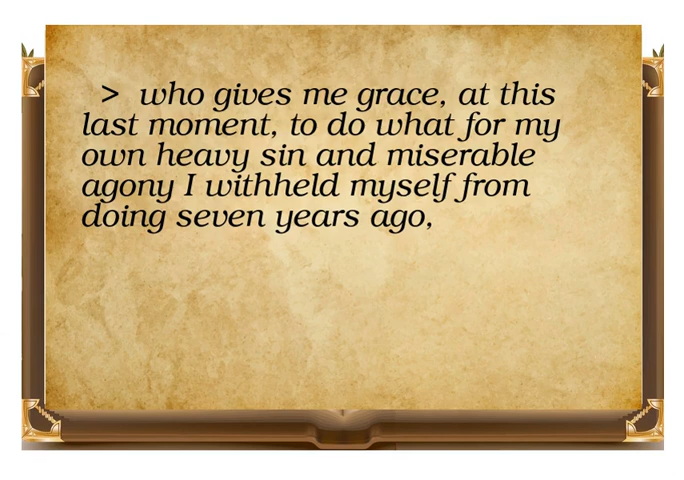 > who gives me grace, at this
last moment, to do what for my
own heavy sin and miserable
agony I withheld myself from
doing seven years ago,